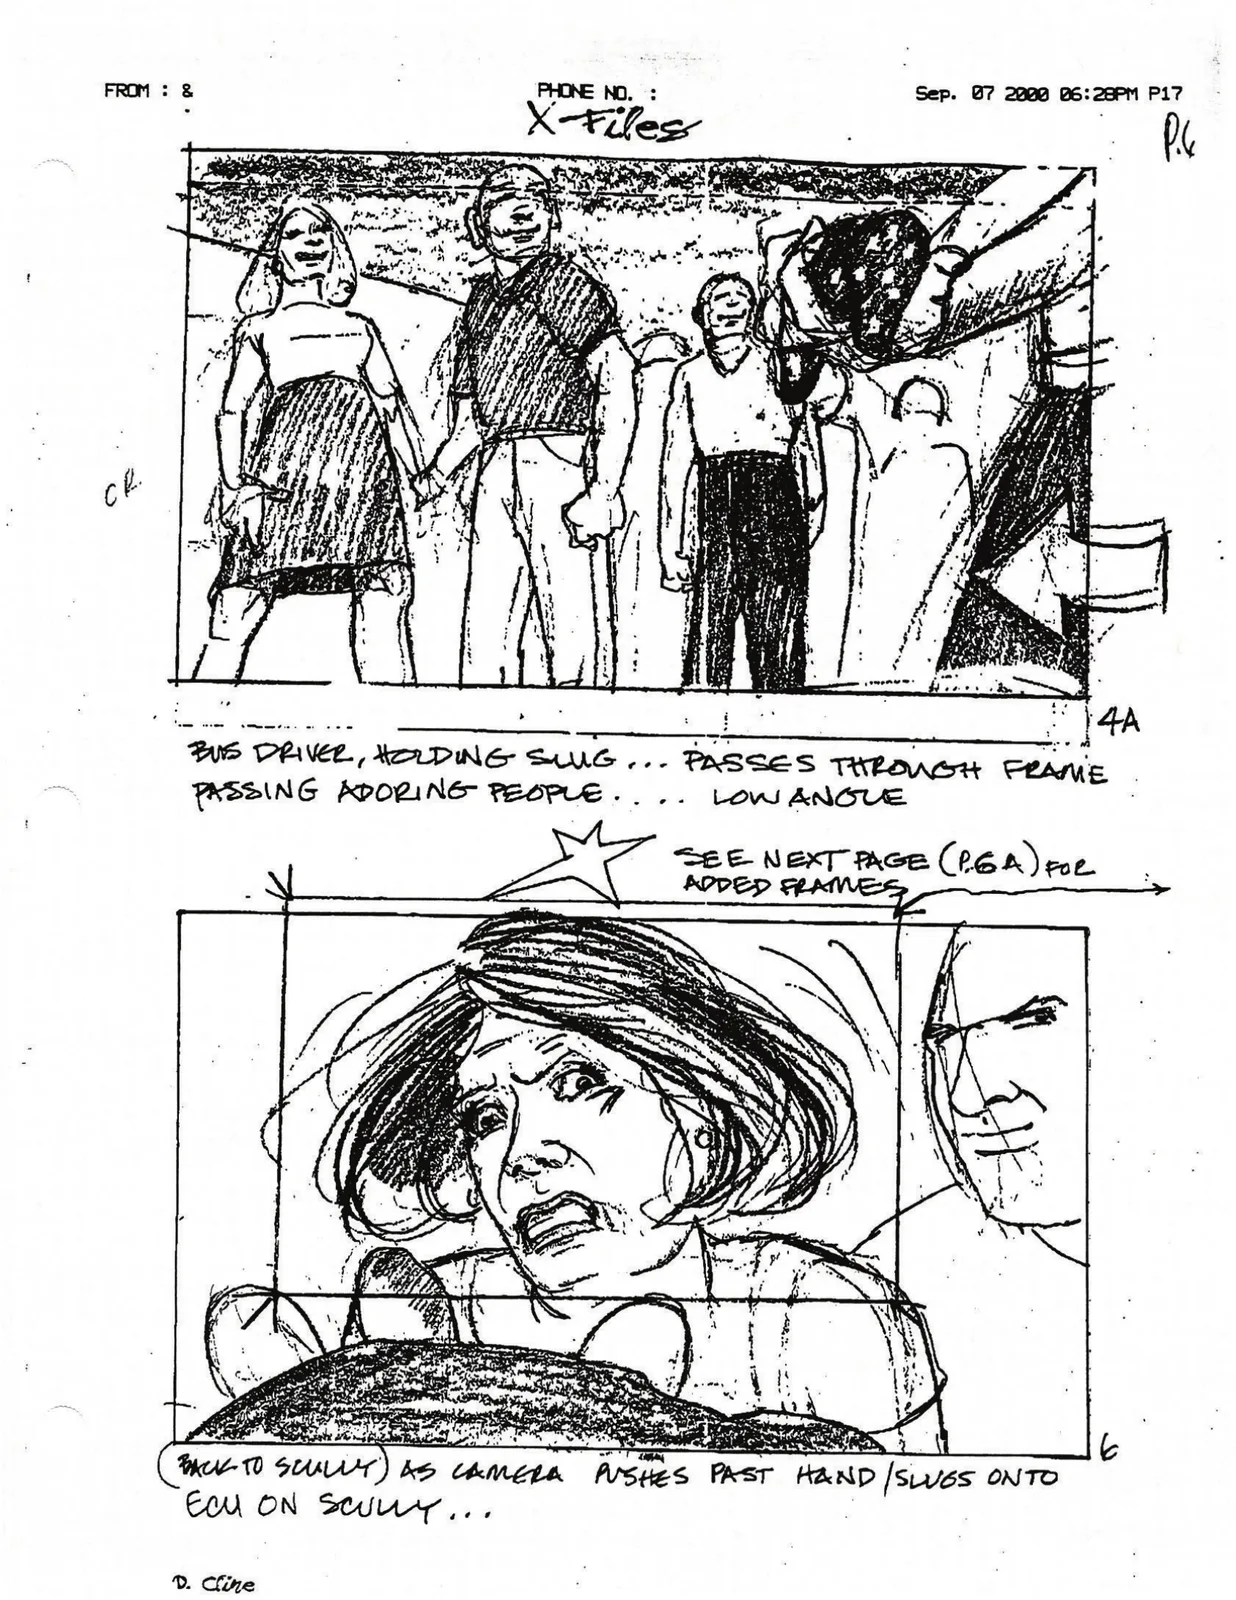 FROM : & PHONE NO. : Sep. 07 2000 06:28PM P17
X-Files
P.6
CR
4A
BUS DRIVER, HOLDING SLUG ... PASSES THROUGH FRAME
PASSING ADORING PEOPLE .... LOW ANGLE
SEE NEXT PAGE (P.6A) FOR
ADDED FRAMES
6
(BACK TO SCULLY) AS CAMERA PUSHES PAST HAND/SLUGS ONTO
ECU ON SCULLY ...
D. Cline